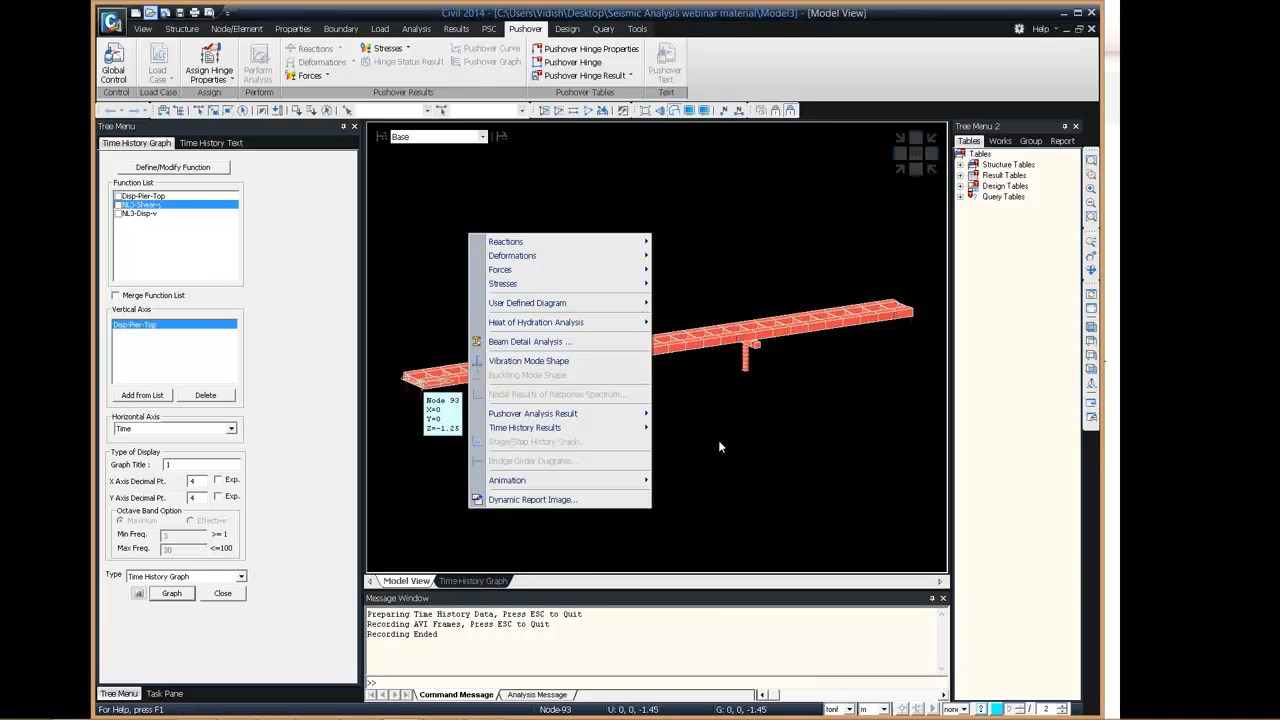 Civil 2014 - [C:\Users\Vidish\Desktop\Seismic Analysis webinar material\Model3] - [Model View]
View Structure Node/Element Properties Boundary Load Analysis Results PSC Pushover Design Query Tools Help
Global Control
Load Case
Assign Hinge Properties
Perform Analysis
Reactions
Deformations
Forces
Stresses
Hinge Status Result
Pushover Curve
Pushover Graph
Pushover Hinge Properties
Pushover Hinge
Pushover Hinge Result
Pushover Text
Control Load Case Assign Perform Pushover Results Pushover Tables Text
Tree Menu
Time History Graph Time History Text
Define/Modify Function
Function List
Disp-Pier-Top
NL3-Shear-s
NL3-Disp-v
Merge Function List
Vertical Axis
Disp-Pier-Top
Add from List Delete
Horizontal Axis
Time
Type of Display
Graph Title : 1
X Axis Decimal Pt. 4 Exp.
Y Axis Decimal Pt. 4 Exp.
Octave Band Option
Maximum Effective
Min Freq. 3 >= 1
Max Freq. 30 <=100
Type Time History Graph
Graph Close
Tree Menu Task Pane
Base
Reactions
Deformations
Forces
Stresses
User Defined Diagram
Heat of Hydration Analysis
Beam Detail Analysis ...
Vibration Mode Shape
Buckling Mode Shape
Nodal Results of Response Spectrum...
Pushover Analysis Result
Time History Results
Stage/Step History Graph...
Bridge Girder Diagrams...
Animation
Dynamic Report Image...
Node 93
X=0
Y=0
Z=-1.25
Model View Time-History Graph
Message Window
Preparing Time History Data, Press ESC to Quit
Recording AVI Frames, Press ESC to Quit
Recording Ended
>>
Command Message Analysis Message
Tree Menu 2
Tables Works Group Report
Tables
Structure Tables
Result Tables
Design Tables
Query Tables
For Help, press F1
Node-93
U: 0, 0, -1.45
G: 0, 0, -1.45
tonf m none 0 / 2